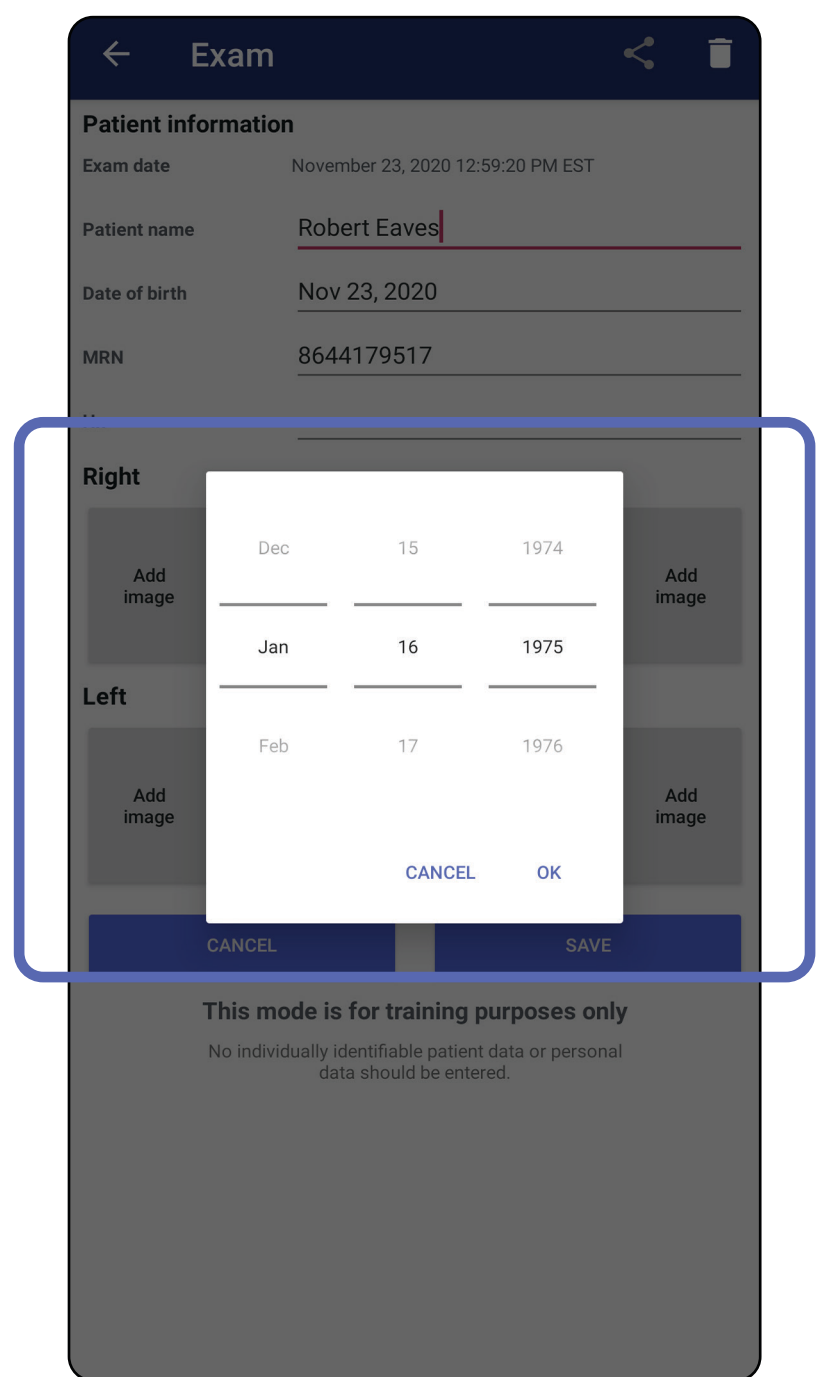 Exam
Patient information
Exam date November 23, 2020 12:59:20 PM EST
Patient name Robert Eaves
Date of birth Nov 23, 2020
MRN 8644179517
Right
Add image
Add image
Dec 15 1974
Jan 16 1975
Feb 17 1976
Left
Add image
Add image
CANCEL OK
CANCEL SAVE
This mode is for training purposes only
No individually identifiable patient data or personal
data should be entered.